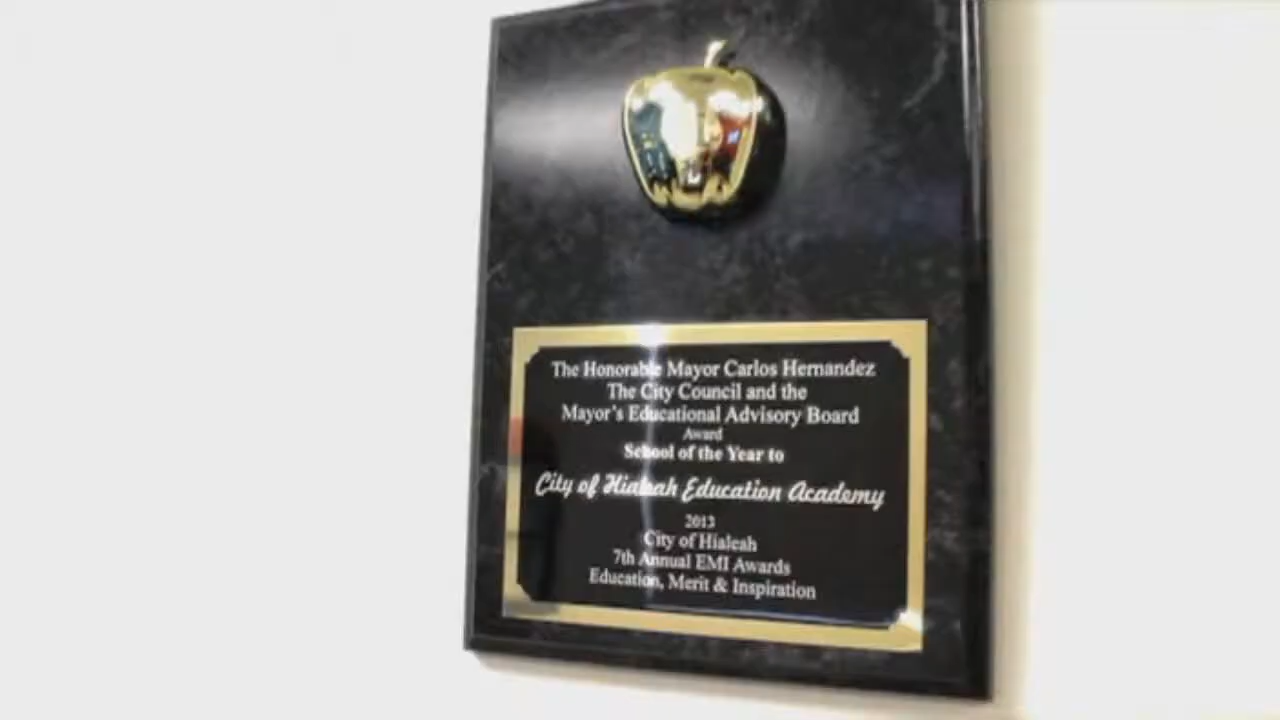 The Honorable Mayor Carlos Hernandez
The City Council and the
Mayor's Educational Advisory Board
Award
School of the Year to
City of Hialeah Education Academy
2013
City of Hialeah
7th Annual EMI Awards
Education, Merit & Inspiration